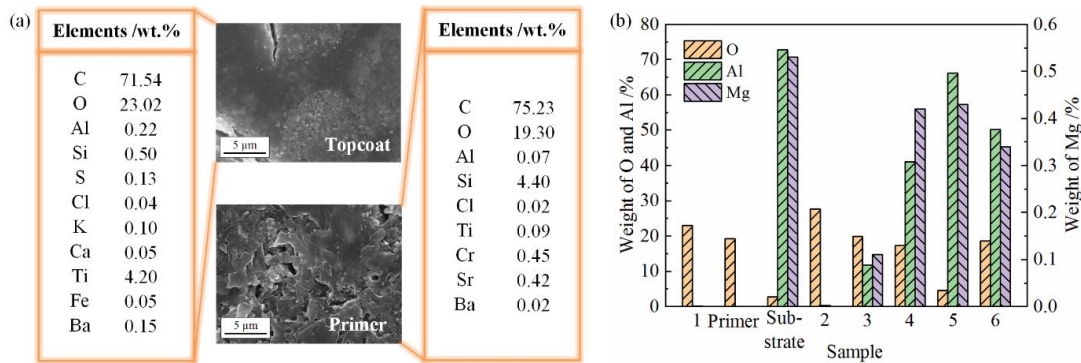 (a)
Elements /wt.%
C 71.54
O 23.02
Al 0.22
Si 0.50
S 0.13
Cl 0.04
K 0.10
Ca 0.05
Ti 4.20
Fe 0.05
Ba 0.15
5 μm
Topcoat
5 μm
Primer
Elements /wt.%
C 75.23
O 19.30
Al 0.07
Si 4.40
Cl 0.02
Ti 0.09
Cr 0.45
Sr 0.42
Ba 0.02
(b)
Weight of O and Al /%
80
70
60
50
40
30
20
10
0
O
Al
Mg
0.6
0.5
0.4
0.3
0.2
0.1
0.0
Weight of Mg /%
1 Primer Sub- 2 3 4 5 6
strate
Sample